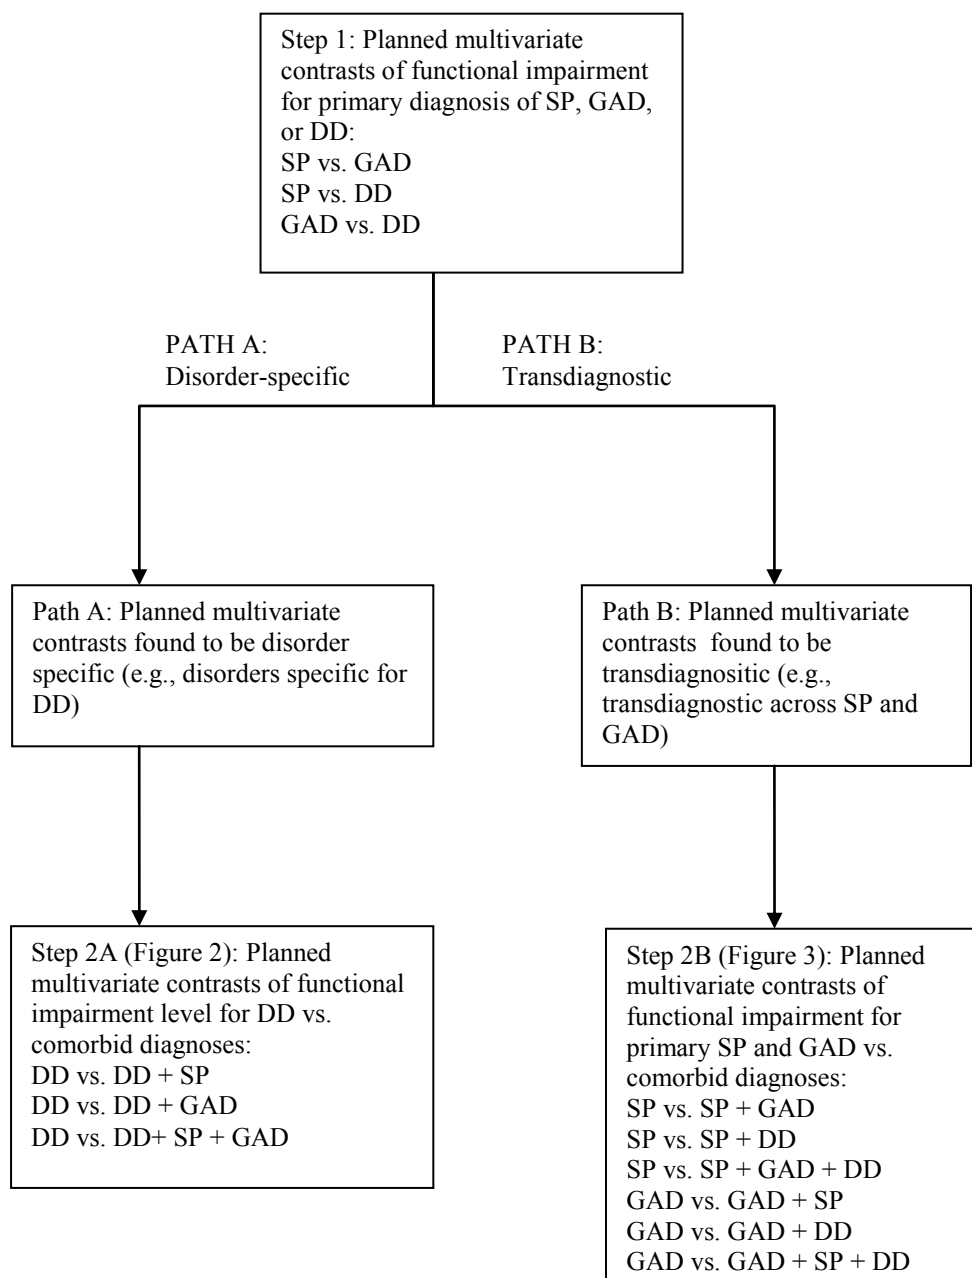 Step 1: Planned multivariate
contrasts of functional impairment
for primary diagnosis of SP, GAD,
or DD:
SP vs. GAD
SP vs. DD
GAD vs. DD
PATH A:
Disorder-specific
PATH B:
Transdiagnostic
Path A: Planned multivariate
contrasts found to be disorder
specific (e.g., disorders specific for
DD)
Path B: Planned multivariate
contrasts  found to be
transdiagnositic (e.g.,
transdiagnostic across SP and
GAD)
Step 2A (Figure 2): Planned
multivariate contrasts of functional
impairment level for DD vs.
comorbid diagnoses:
DD vs. DD + SP
DD vs. DD + GAD
DD vs. DD+ SP + GAD
Step 2B (Figure 3): Planned
multivariate contrasts of
functional impairment for
primary SP and GAD vs.
comorbid diagnoses:
SP vs. SP + GAD
SP vs. SP + DD
SP vs. SP + GAD + DD
GAD vs. GAD + SP
GAD vs. GAD + DD
GAD vs. GAD + SP + DD